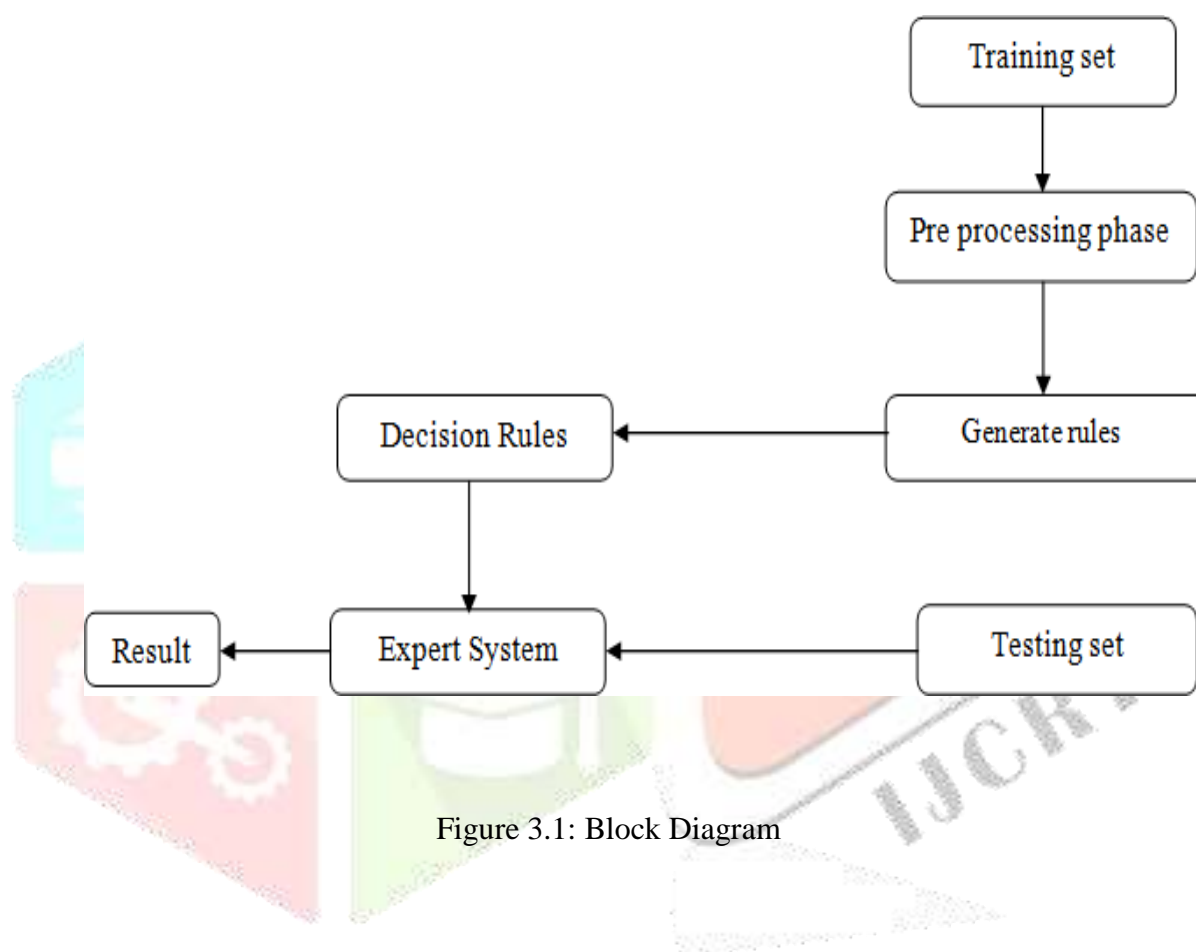 Training set
Pre processing phase
Generate rules
Decision Rules
Expert System
Testing set
Result
Figure 3.1: Block Diagram
IJCR